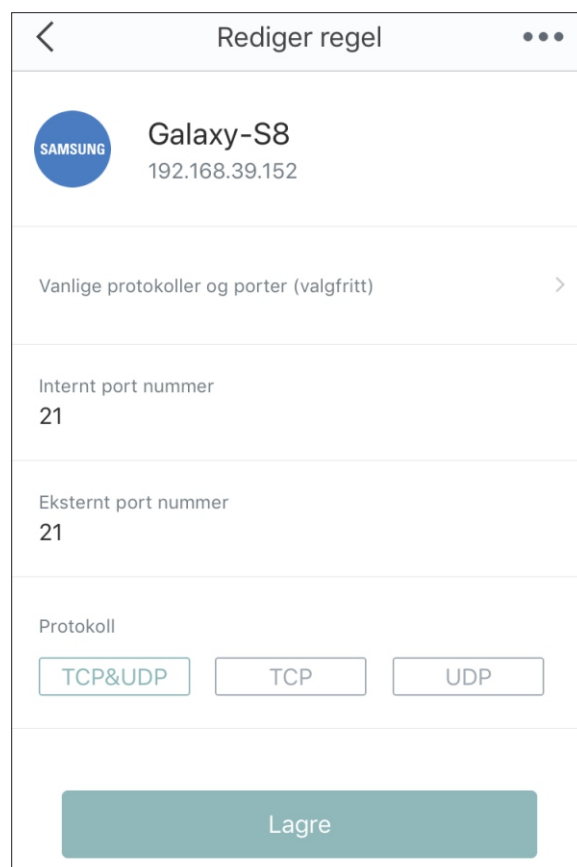 Rediger regel
SAMSUNG
Galaxy-S8
192.168.39.152
Vanlige protokoller og porter (valgfritt)
Internt port nummer
21
Eksternt port nummer
21
Protokoll
TCP&UDP TCP UDP
Lagre